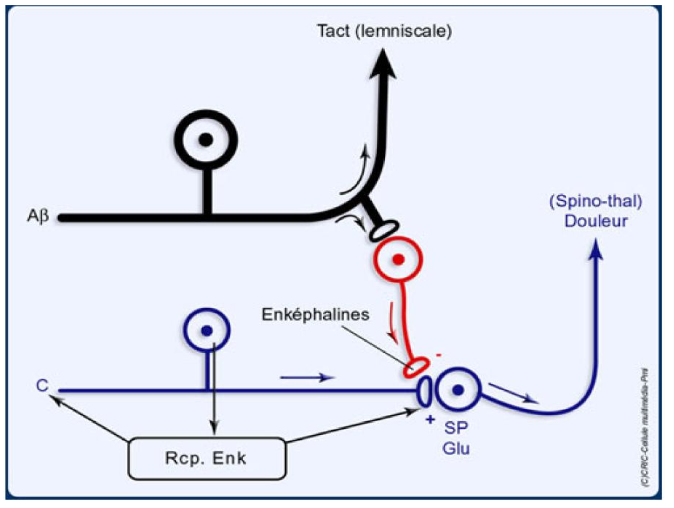 Tact (lemniscale)
Aβ
(Spino-thal)
Douleur
Enképhalines
-
C
+
SP
Glu
Rcp. Enk
(C)CRIC-Cellule multimédia-Pmi